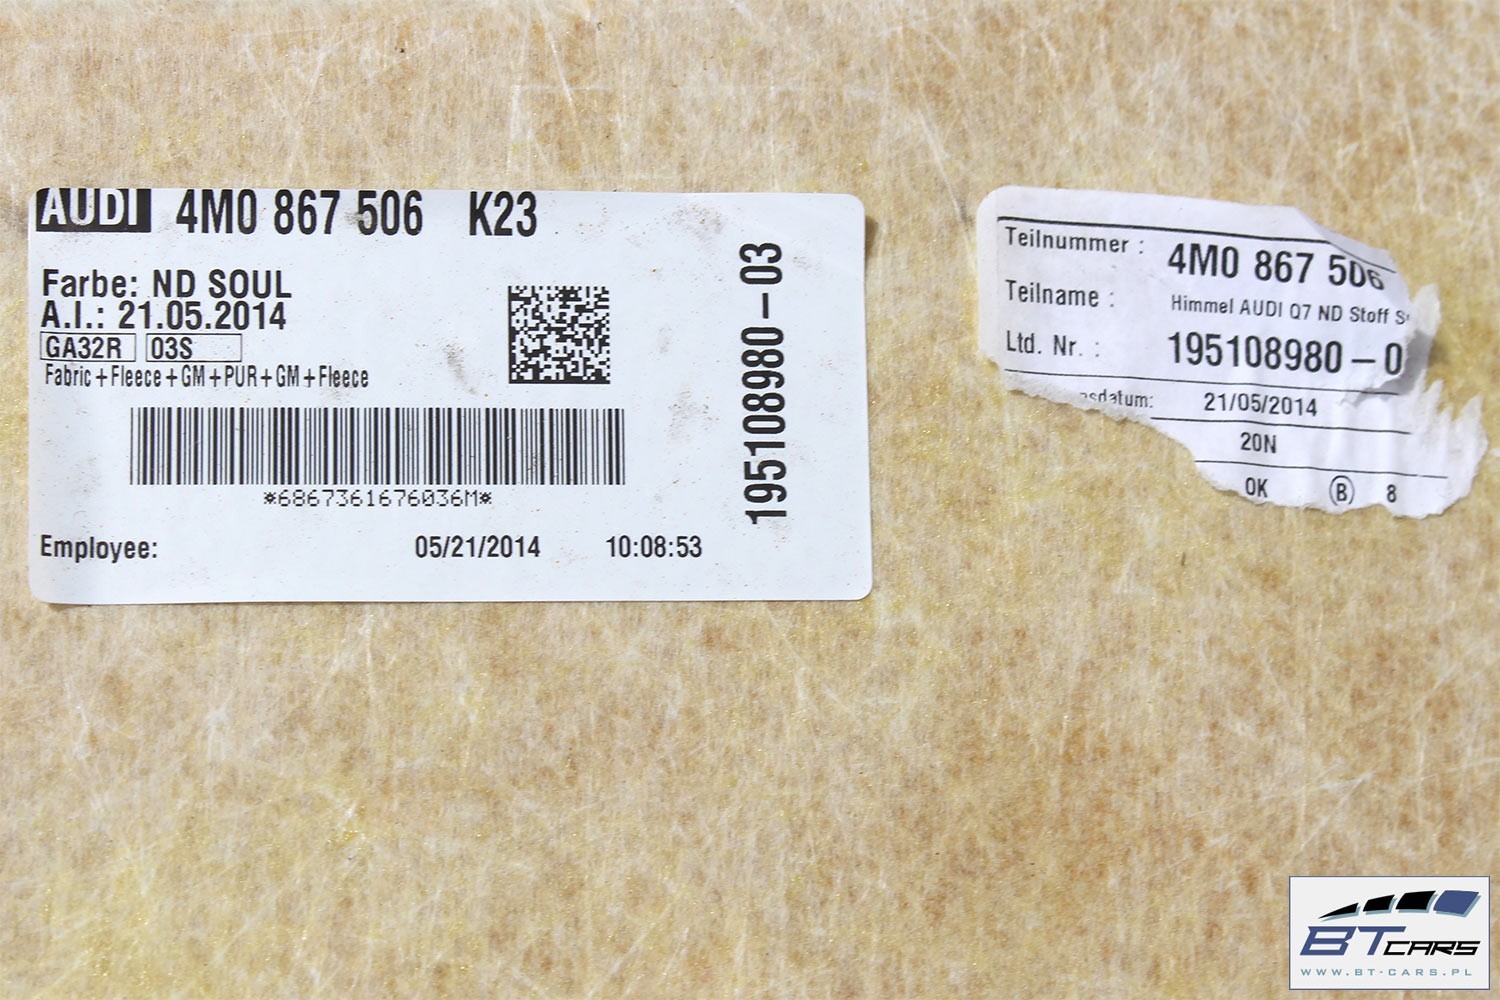 AUDI 4M0 867 506 K23
Farbe: ND SOUL
A.I.: 21.05.2014
GA32R 03S
Fabric+Fleece+GM+PUR+GM+Fleece
*6867361676036M*
Employee: 05/21/2014 10:08:53
195108980-03
Teilnummer: 4M0 867 506
Teilname: Himmel AUDI Q7 ND Stoff
Ltd. Nr.: 195108980-0
sdatum: 21/05/2014
20N
OK B 8
BT CARS
WWW.BT-CARS.PL